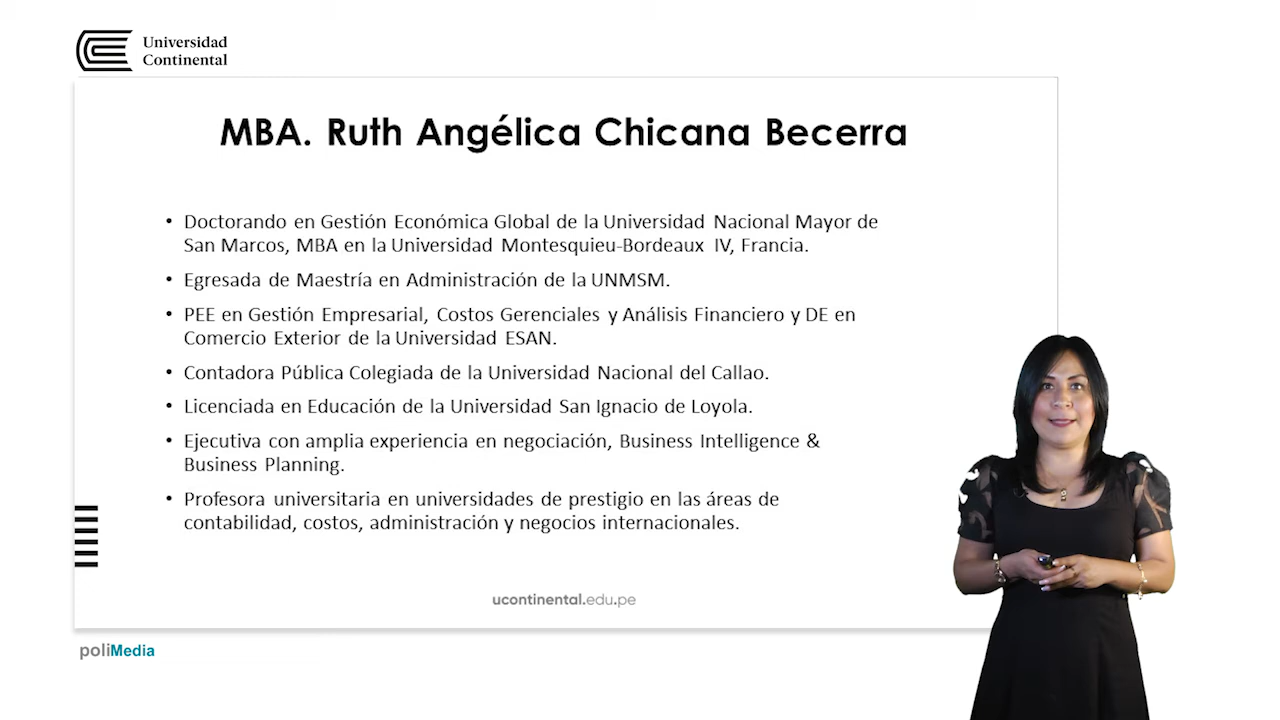 Universidad
Continental
MBA. Ruth Angélica Chicana Becerra
• Doctorando en Gestión Económica Global de la Universidad Nacional Mayor de
San Marcos, MBA en la Universidad Montesquieu-Bordeaux IV, Francia.
• Egresada de Maestría en Administración de la UNMSM.
• PEE en Gestión Empresarial, Costos Gerenciales y Análisis Financiero y DE en
Comercio Exterior de la Universidad ESAN.
• Contadora Pública Colegiada de la Universidad Nacional del Callao.
• Licenciada en Educación de la Universidad San Ignacio de Loyola.
• Ejecutiva con amplia experiencia en negociación, Business Intelligence &
Business Planning.
• Profesora universitaria en universidades de prestigio en las áreas de
contabilidad, costos, administración y negocios internacionales.
ucontinental.edu.pe
poliMedia